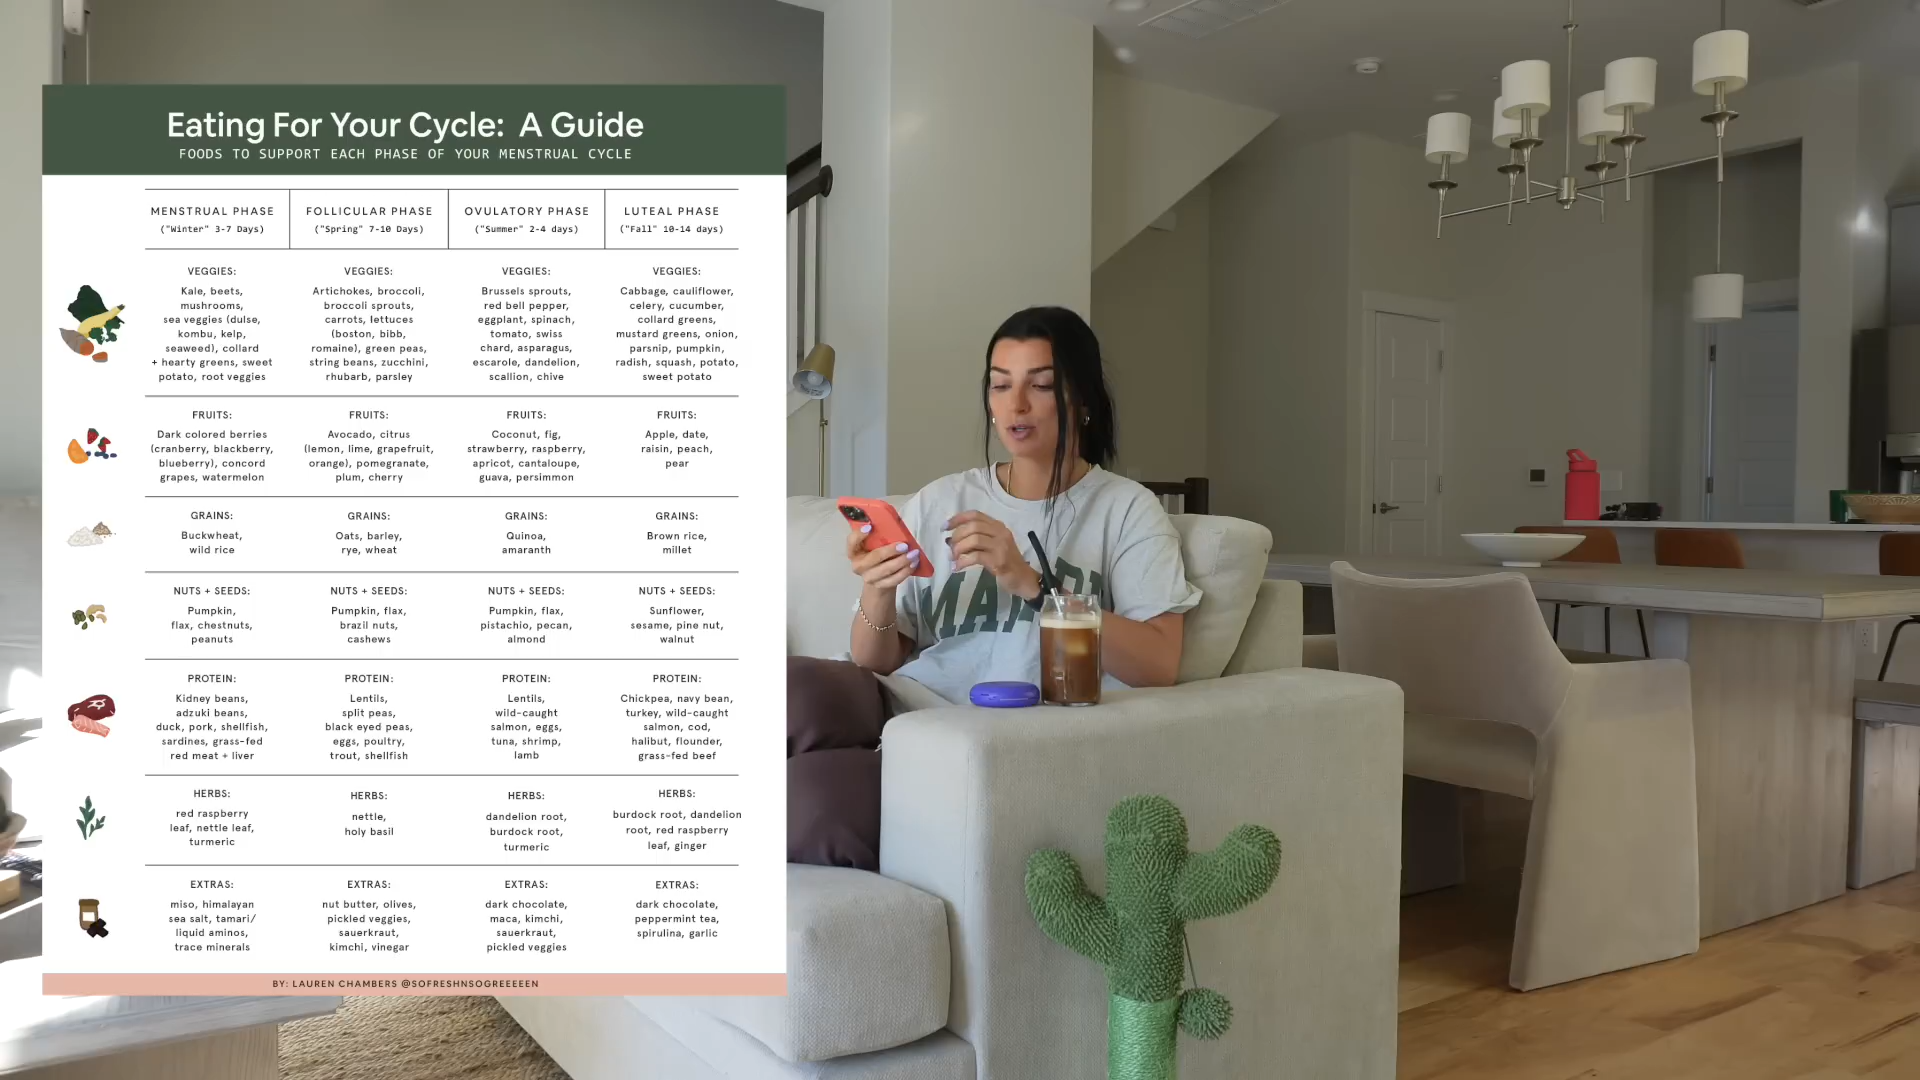 Eating For Your Cycle: A Guide
FOODS TO SUPPORT EACH PHASE OF YOUR MENSTRUAL CYCLE
MENSTRUAL PHASE
("Winter" 3-7 Days)
FOLLICULAR PHASE
("Spring" 7-10 Days)
OVULATORY PHASE
("Summer" 2-4 days)
LUTEAL PHASE
("Fall" 10-14 days)
VEGGIES:
Kale, beets,
mushrooms,
sea veggies (dulse,
kombu, kelp,
seaweed), collard
+ hearty greens, sweet
potato, root veggies
VEGGIES:
Artichokes, broccoli,
broccoli sprouts,
carrots, lettuces
(boston, bibb,
romaine), green peas,
string beans, zucchini,
rhubarb, parsley
VEGGIES:
Brussels sprouts,
red bell pepper,
eggplant, spinach,
tomato, swiss
chard, asparagus,
escarole, dandelion,
scallion, chive
VEGGIES:
Cabbage, cauliflower,
celery, cucumber,
collard greens,
mustard greens, onion,
parsnip, pumpkin,
radish, squash, potato,
sweet potato
FRUITS:
Dark colored berries
(cranberry, blackberry,
blueberry), concord
grapes, watermelon
FRUITS:
Avocado, citrus
(lemon, lime, grapefruit,
orange), pomegranate,
plum, cherry
FRUITS:
Coconut, fig,
strawberry, raspberry,
apricot, cantaloupe,
guava, persimmon
FRUITS:
Apple, date,
raisin, peach,
pear
GRAINS:
Buckwheat,
wild rice
GRAINS:
Oats, barley,
rye, wheat
GRAINS:
Quinoa,
amaranth
GRAINS:
Brown rice,
millet
NUTS + SEEDS:
Pumpkin,
flax, chestnuts,
peanuts
NUTS + SEEDS:
Pumpkin, flax,
brazil nuts,
cashews
NUTS + SEEDS:
Pumpkin, flax,
pistachio, pecan,
almond
NUTS + SEEDS:
Sunflower,
sesame, pine nut,
walnut
PROTEIN:
Kidney beans,
adzuki beans,
duck, pork, shellfish,
sardines, grass-fed
red meat + liver
PROTEIN:
Lentils,
split peas,
black eyed peas,
eggs, poultry,
trout, shellfish
PROTEIN:
Lentils,
wild-caught
salmon, eggs,
tuna, shrimp,
lamb
PROTEIN:
Chickpea, navy bean,
turkey, wild-caught
salmon, cod,
halibut, flounder,
grass-fed beef
HERBS:
red raspberry
leaf, nettle leaf,
turmeric
HERBS:
nettle,
holy basil
HERBS:
dandelion root,
burdock root,
turmeric
HERBS:
burdock root, dandelion
root, red raspberry
leaf, ginger
EXTRAS:
miso, himalayan
sea salt, tamari/
liquid aminos,
trace minerals
EXTRAS:
nut butter, olives,
pickled veggies,
sauerkraut,
kimchi, vinegar
EXTRAS:
dark chocolate,
maca, kimchi,
sauerkraut,
pickled veggies
EXTRAS:
dark chocolate,
peppermint tea,
spirulina, garlic
BY: LAUREN CHAMBERS @SOFRESHNSOGREEEEEN